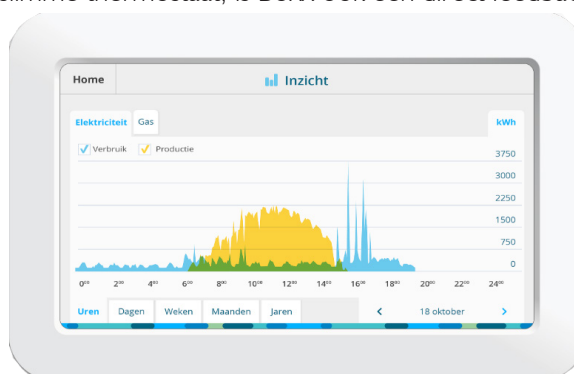 Home
Inzicht
Elektriciteit Gas kWh
Verbruik Productie
3750
3000
2250
1500
750
0
0⁰⁰ 2⁰⁰ 4⁰⁰ 6⁰⁰ 8⁰⁰ 10⁰⁰ 12⁰⁰ 14⁰⁰ 16⁰⁰ 18⁰⁰ 20⁰⁰ 22⁰⁰ 24⁰⁰
Uren Dagen Weken Maanden Jaren < 18 oktober >